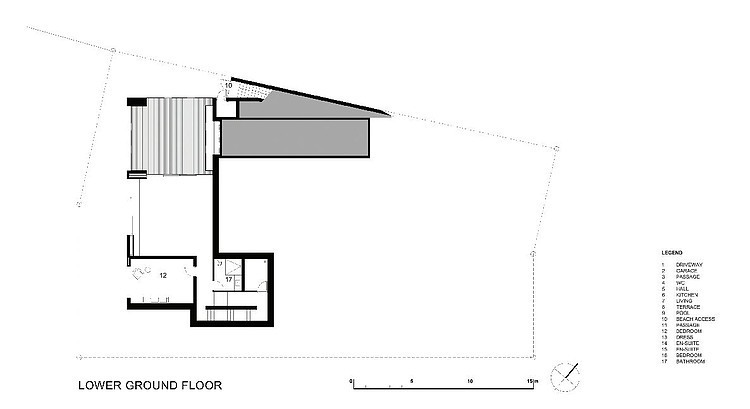 10
12
17
LEGEND
1 DRIVEWAY
2 GARAGE
3 PASSAGE
4 WC
5 HALL
6 KITCHEN
7 LIVING
8 TERRACE
9 POOL
10 BEACH ACCESS
11 PASSAGE
12 BEDROOM
13 DRESS
14 EN-SUITE
15 EN-SUITE
16 BEDROOM
17 BATHROOM
LOWER GROUND FLOOR
0 5 10 15 m